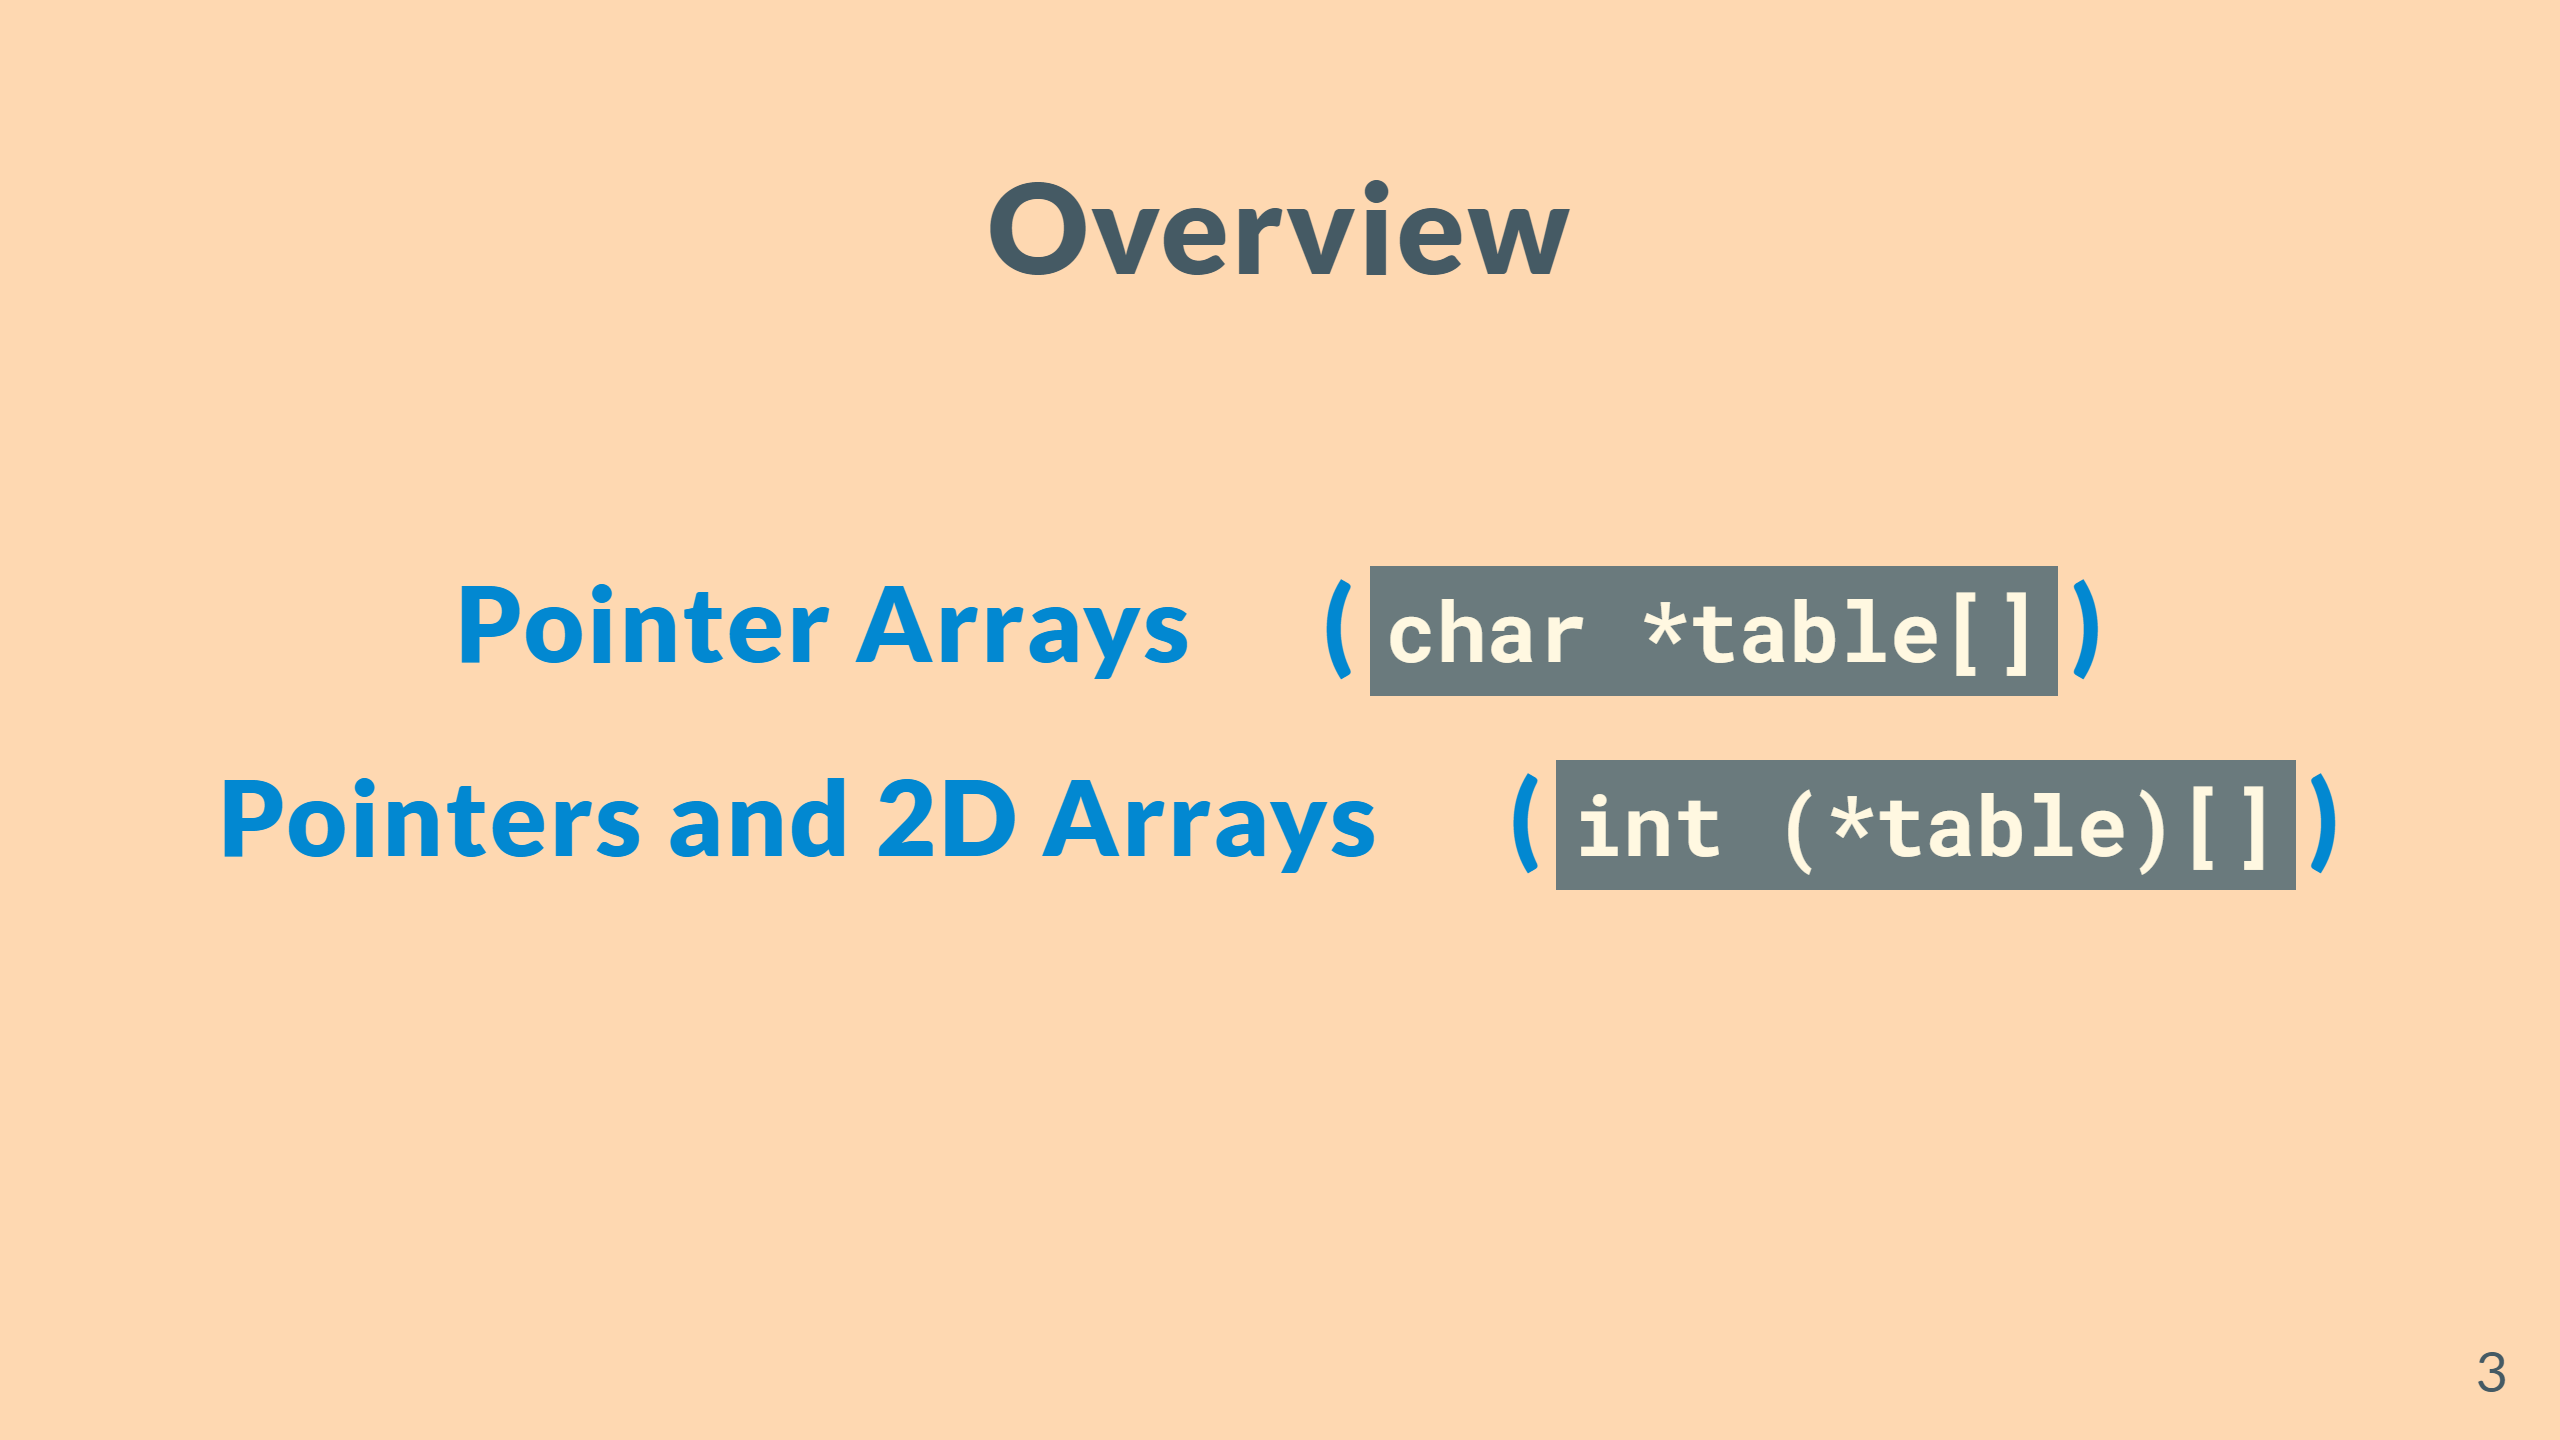 Overview
Pointer Arrays (char *table[])
Pointers and 2D Arrays (int (*table)[])
3